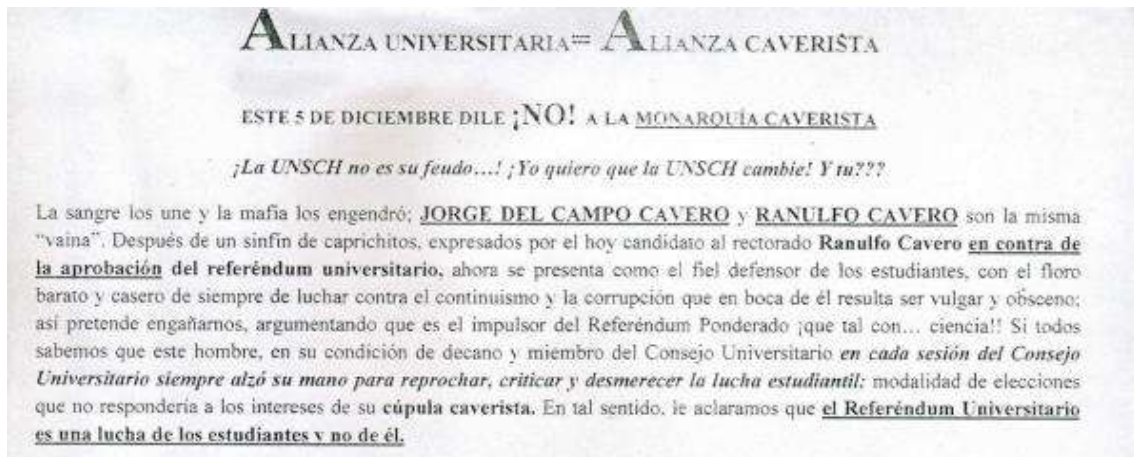 ALIANZA UNIVERSITARIA= ALIANZA CAVERISTA
ESTE 5 DE DICIEMBRE DILE ¡NO! A LA MONARQUÍA CAVERISTA
¡La UNSCH no es su feudo...! ¡Yo quiero que la UNSCH cambie! Y tu???
La sangre los une y la mafia los engendró; JORGE DEL CAMPO CAVERO y RANULFO CAVERO son la misma
“vaina”. Después de un sinfín de caprichitos, expresados por el hoy candidato al rectorado Ranulfo Cavero en contra de
la aprobación del referéndum universitario, ahora se presenta como el fiel defensor de los estudiantes, con el floro
barato y casero de siempre de luchar contra el continuismo y la corrupción que en boca de él resulta ser vulgar y obsceno;
así pretende engañarnos, argumentando que es el impulsor del Referéndum Ponderado ¡que tal con... ciencia!! Si todos
sabemos que este hombre, en su condición de decano y miembro del Consejo Universitario en cada sesión del Consejo
Universitario siempre alzó su mano para reprochar, criticar y desmerecer la lucha estudiantil; modalidad de elecciones
que no respondería a los intereses de su cúpula caverista. En tal sentido, le aclaramos que el Referéndum Universitario
es una lucha de los estudiantes y no de él.